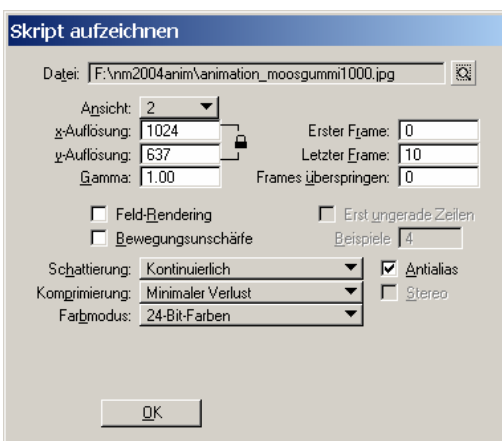 Skript aufzeichnen
Datei: F:\nm2004anim\animation_moosgummi1000.jpg
Ansicht: 2
x-Auflösung: 1024 Erster Frame: 0
y-Auflösung: 637 Letzter Frame: 10
Gamma: 1.00 Frames überspringen: 0
Feld-Rendering Erst ungerade Zeilen
Bewegungsunschärfe Beispiele 4
Schattierung: Kontinuierlich Antialias
Komprimierung: Minimaler Verlust Stereo
Farbmodus: 24-Bit-Farben
OK